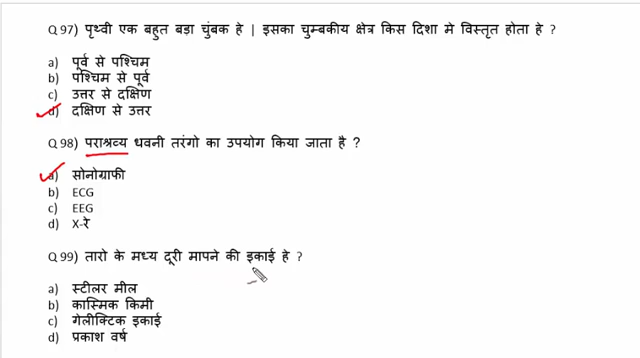 Q 97) पृथ्वी एक बहुत बड़ा चुंबक हे | इसका चुम्बकीय क्षेत्र किस दिशा मे विस्तृत होता हे ?
a) पूर्व से पश्चिम
b) पश्चिम से पूर्व
c) उत्तर से दक्षिण
d) दक्षिण से उत्तर
Q 98) पराश्रव्य धवनी तरंगो का उपयोग किया जाता है ?
a) सोनोग्राफी
b) ECG
c) EEG
d) X-रे
Q 99) तारो के मध्य दूरी मापने की इकाई हे ?
a) स्टीलर मील
b) कास्मिक किमी
c) गेलीक्टिक इकाई
d) प्रकाश वर्ष